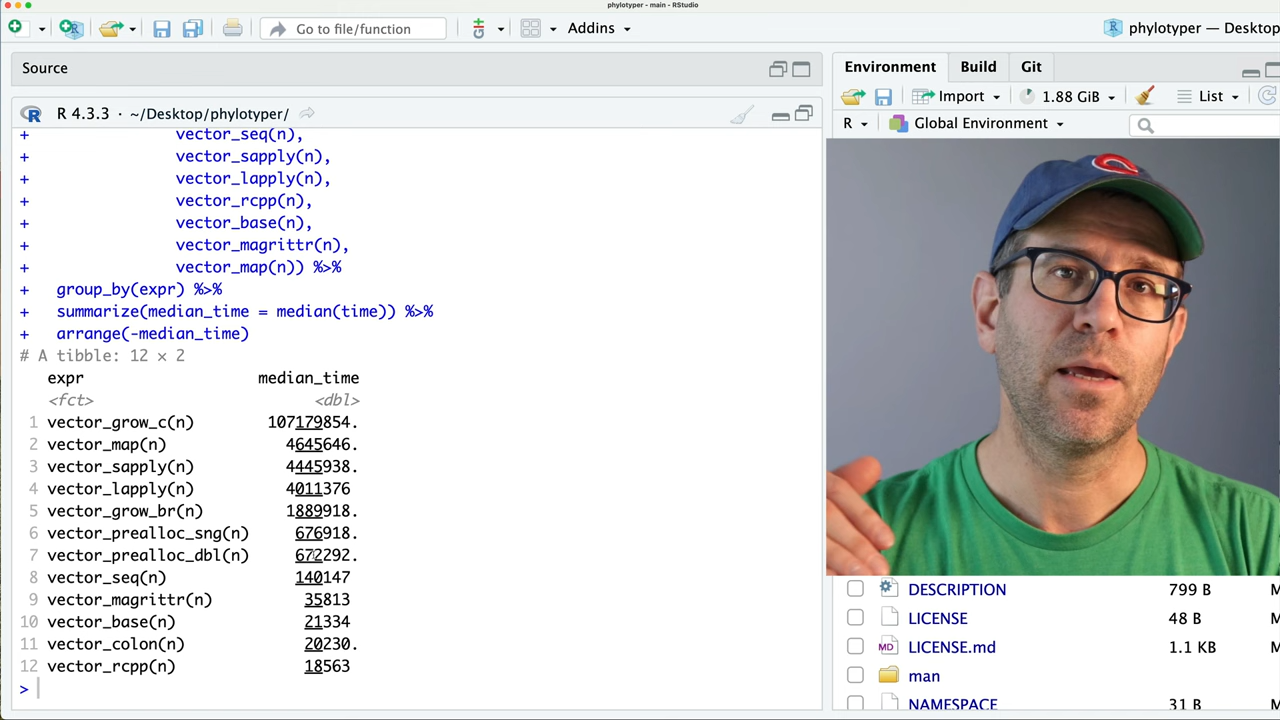 phylotyper - main - RStudio
Go to file/function
Addins
phylotyper — Desktop
Source
R 4.3.3 · ~/Desktop/phylotyper/
+ vector_seq(n),
+ vector_sapply(n),
+ vector_lapply(n),
+ vector_rcpp(n),
+ vector_base(n),
+ vector_magrittr(n),
+ vector_map(n)) %>%
+ group_by(expr) %>%
+ summarize(median_time = median(time)) %>%
+ arrange(-median_time)
# A tibble: 12 × 2
expr median_time
<fct> <dbl>
1 vector_grow_c(n) 107179854.
2 vector_map(n) 4645646.
3 vector_sapply(n) 4445938.
4 vector_lapply(n) 4011376
5 vector_grow_br(n) 1889918.
6 vector_prealloc_sng(n) 676918.
7 vector_prealloc_dbl(n) 672292.
8 vector_seq(n) 140147
9 vector_magrittr(n) 35813
10 vector_base(n) 21334
11 vector_colon(n) 20230.
12 vector_rcpp(n) 18563
>
Environment Build Git
Import 1.88 GiB List
R Global Environment
DESCRIPTION 799 B M
LICENSE 48 B M
LICENSE.md 1.1 KB M
man
NAMESPACE 31 B M